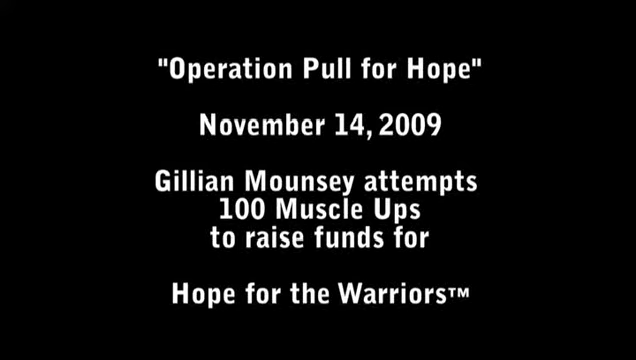 "Operation Pull for Hope"
November 14, 2009
Gillian Mounsey attempts
100 Muscle Ups
to raise funds for
Hope for the Warriors™